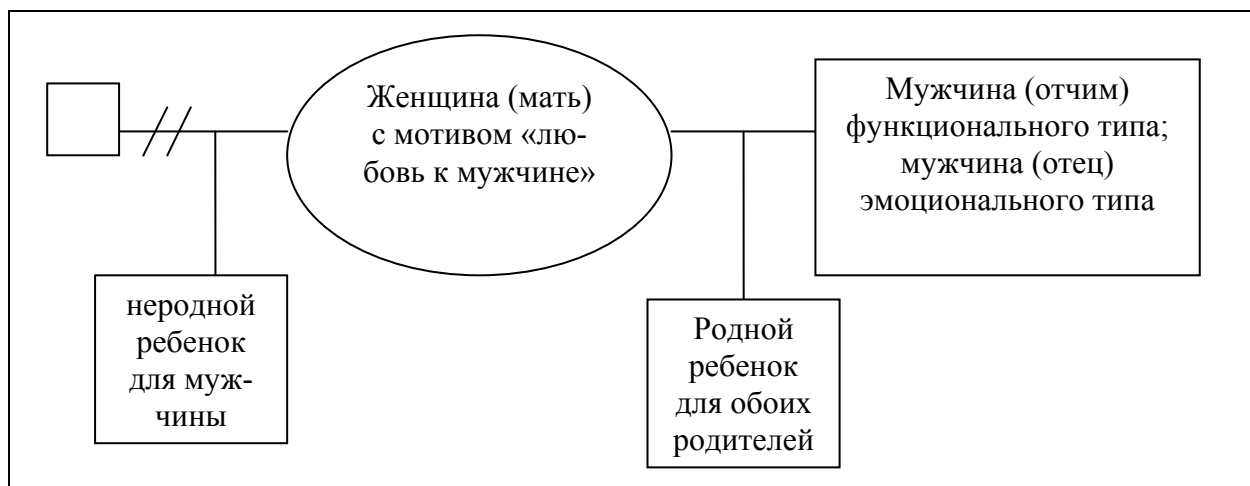 Женщина (мать)
с мотивом «лю-
бовь к мужчине»
Мужчина (отчим)
функционального типа;
мужчина (отец)
эмоционального типа
неродной
ребенок
для муж-
чины
Родной
ребенок
для обоих
родителей